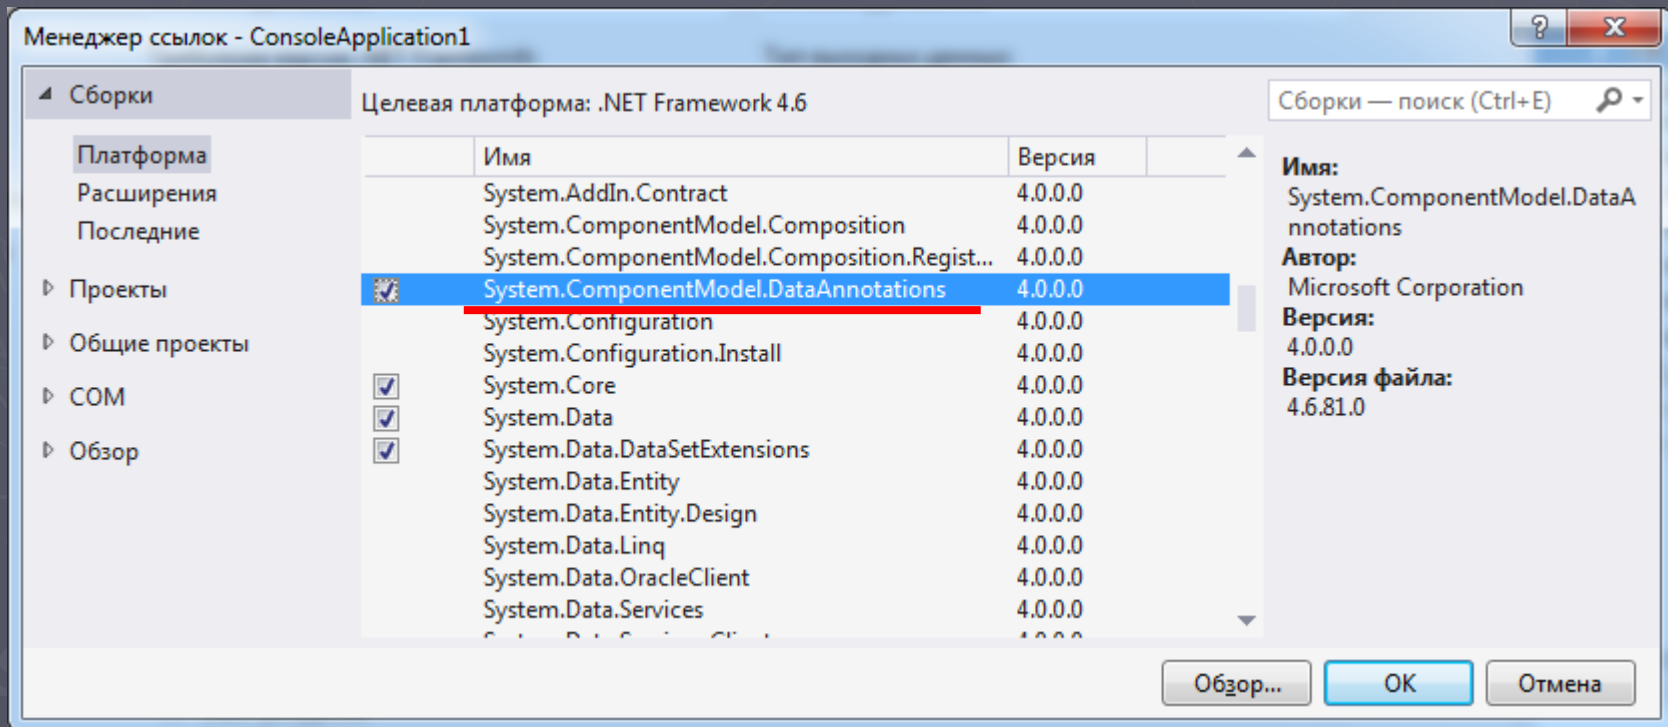 Менеджер ссылок - ConsoleApplication1
Сборки
Платформа
Расширения
Последние
Проекты
Общие проекты
COM
Обзор
Целевая платформа: .NET Framework 4.6
Имя Версия
System.AddIn.Contract 4.0.0.0
System.ComponentModel.Composition 4.0.0.0
System.ComponentModel.Composition.Regist... 4.0.0.0
System.ComponentModel.DataAnnotations 4.0.0.0
System.Configuration 4.0.0.0
System.Configuration.Install 4.0.0.0
System.Core 4.0.0.0
System.Data 4.0.0.0
System.Data.DataSetExtensions 4.0.0.0
System.Data.Entity 4.0.0.0
System.Data.Entity.Design 4.0.0.0
System.Data.Linq 4.0.0.0
System.Data.OracleClient 4.0.0.0
System.Data.Services 4.0.0.0
Сборки — поиск (Ctrl+E)
Имя:
System.ComponentModel.DataA
nnotations
Автор:
Microsoft Corporation
Версия:
4.0.0.0
Версия файла:
4.6.81.0
Обзор...
OK
Отмена